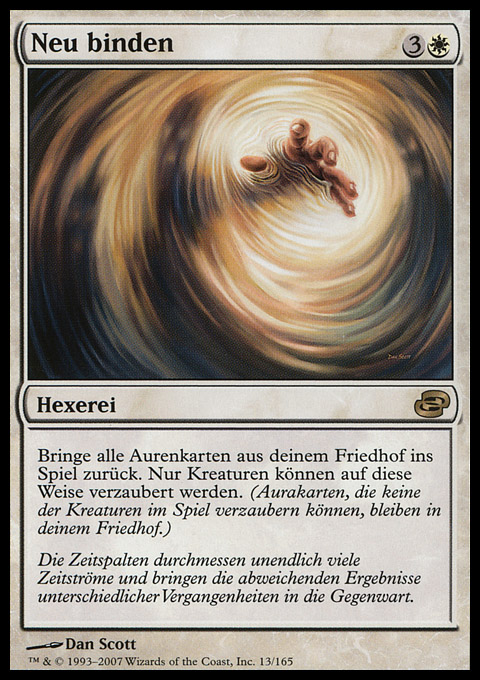 Neu binden 3
Dan Scott
Hexerei
Bringe alle Aurenkarten aus deinem Friedhof ins
Spiel zurück. Nur Kreaturen können auf diese
Weise verzaubert werden. (Aurakarten, die keine
der Kreaturen im Spiel verzaubern können, bleiben in
deinem Friedhof.)
Die Zeitspalten durchmessen unendlich viele
Zeitströme und bringen die abweichenden Ergebnisse
unterschiedlicher Vergangenheiten in die Gegenwart.
Dan Scott
™ & © 1993–2007 Wizards of the Coast, Inc. 13/165